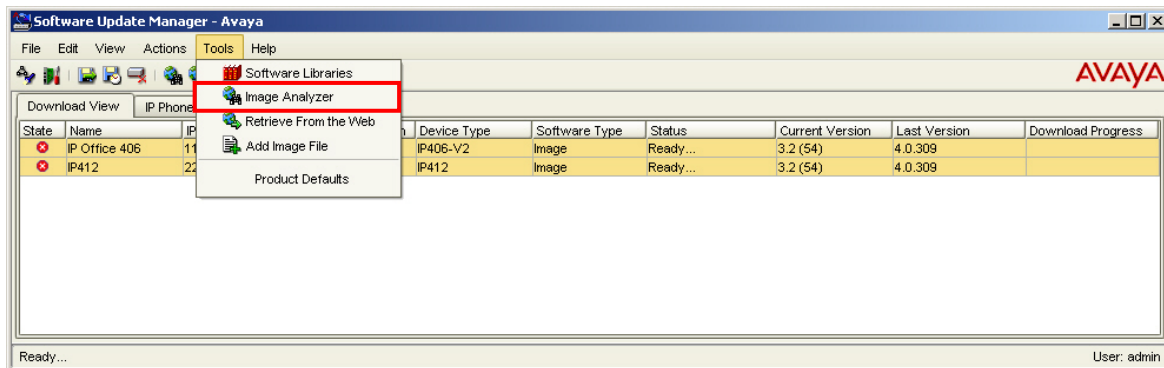 Software Update Manager - Avaya
File Edit View Actions Tools Help
AVAYA
Software Libraries
Image Analyzer
Retrieve From the Web
Add Image File
Product Defaults
Download View IP Phone
State Name IP n Device Type Software Type Status Current Version Last Version Download Progress
IP Office 406 11 IP406-V2 Image Ready... 3.2 (54) 4.0.309
IP412 22 IP412 Image Ready... 3.2 (54) 4.0.309
Ready... User: admin